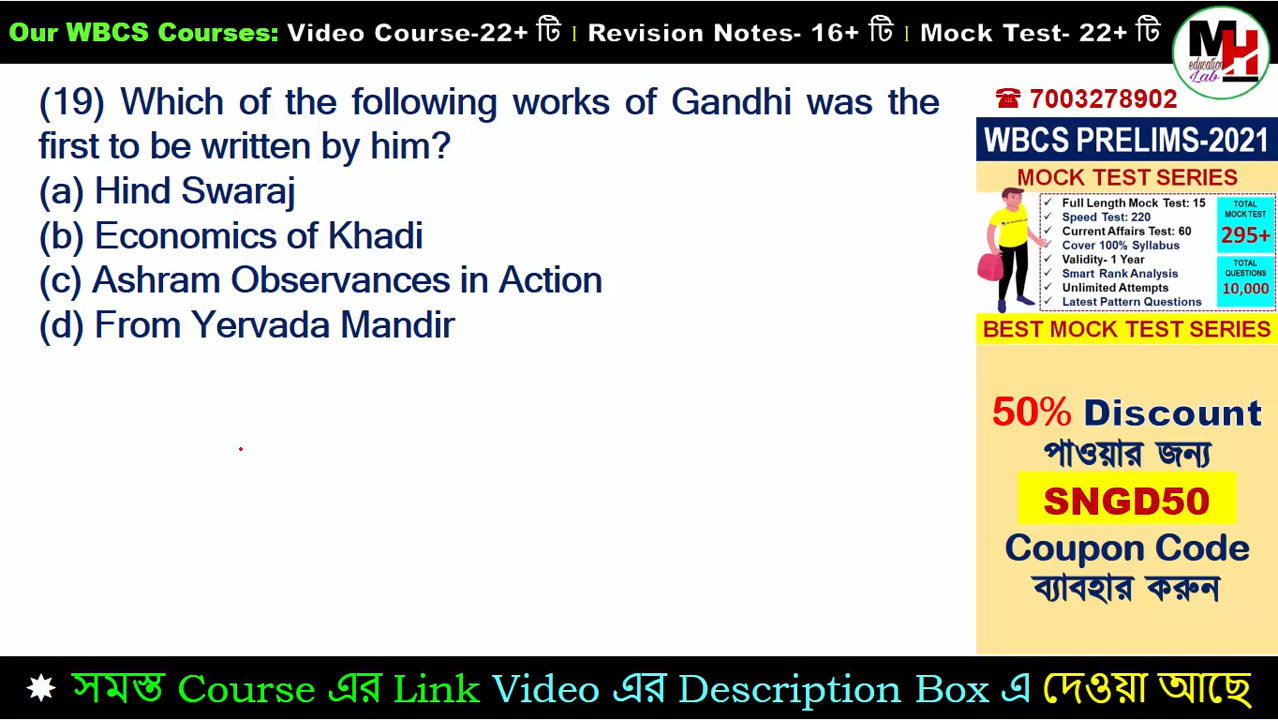 Our WBCS Courses: Video Course-22+ টি । Revision Notes- 16+ টি । Mock Test- 22+ টি
MH
education
Lab
(19) Which of the following works of Gandhi was the
first to be written by him?
(a) Hind Swaraj
(b) Economics of Khadi
(c) Ashram Observances in Action
(d) From Yervada Mandir
☎ 7003278902
WBCS PRELIMS-2021
MOCK TEST SERIES
✓ Full Length Mock Test: 15
✓ Speed Test: 220
✓ Current Affairs Test: 60
✓ Cover 100% Syllabus
✓ Validity- 1 Year
✓ Smart Rank Analysis
✓ Unlimited Attempts
✓ Latest Pattern Questions
TOTAL
MOCK TEST
295+
TOTAL
QUESTIONS
10,000
BEST MOCK TEST SERIES
50% Discount
পাওয়ার জন্য
SNGD50
Coupon Code
ব্যাবহার করুন
✸ সমস্ত Course এর Link Video এর Description Box এ দেওয়া আছে